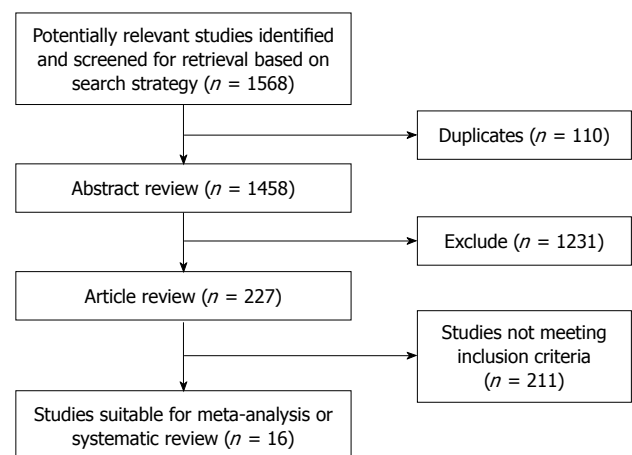 Potentially relevant studies identified
and screened for retrieval based on
search strategy (n = 1568)
Duplicates (n = 110)
Abstract review (n = 1458)
Exclude (n = 1231)
Article review (n = 227)
Studies not meeting
inclusion criteria
(n = 211)
Studies suitable for meta-analysis or
systematic review (n = 16)